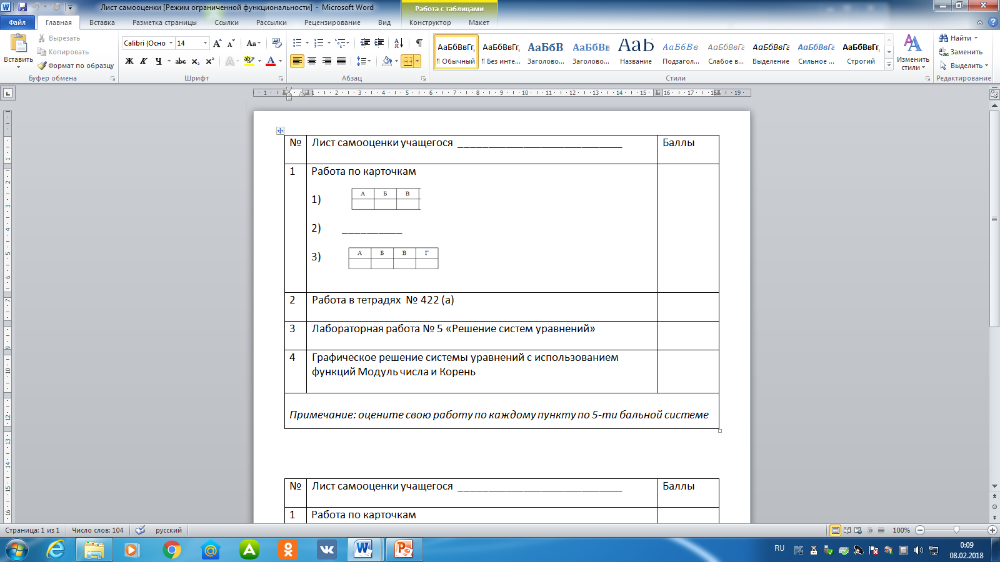 Лист самооценки [Режим ограниченной функциональности] - Microsoft Word
Работа с таблицами
Файл Главная Вставка Разметка страницы Ссылки Рассылки Рецензирование Вид Конструктор Макет
Вставить
Вырезать
Копировать
Формат по образцу
Буфер обмена
Calibri (Осно 14
Ж К Ч abc x₂ x²
Шрифт
Абзац
АаБбВвГг, АаБбВвГг, АаБбВ АаБбВв АаБ АаБбВв. АаБбВвГг АаБбВвГг АаБбВвГг АаБбВвГг,
¶ Обычный ¶ Без инте... Заголово... Заголово... Название Подзагол... Слабое в... Выделение Сильное ... Строгий
Стили
Изменить стили
Найти
Заменить
Выделить
Редактирование
1 1 2 3 4 5 6 7 8 9 10 11 12 13 14 15 16 17 19
№ Лист самооценки учащегося ___________________________ Баллы
1 Работа по карточкам
1) А Б В
2) __________
3) А Б В Г
2 Работа в тетрадях № 422 (а)
3 Лабораторная работа № 5 «Решение систем уравнений»
4 Графическое решение системы уравнений с использованием
функций Модуль числа и Корень
Примечание: оцените свою работу по каждому пункту по 5-ти бальной системе
№ Лист самооценки учащегося ___________________________ Баллы
1 Работа по карточкам
Страница: 1 из 1 Число слов: 104 русский 100%
RU 0:09
08.02.2018